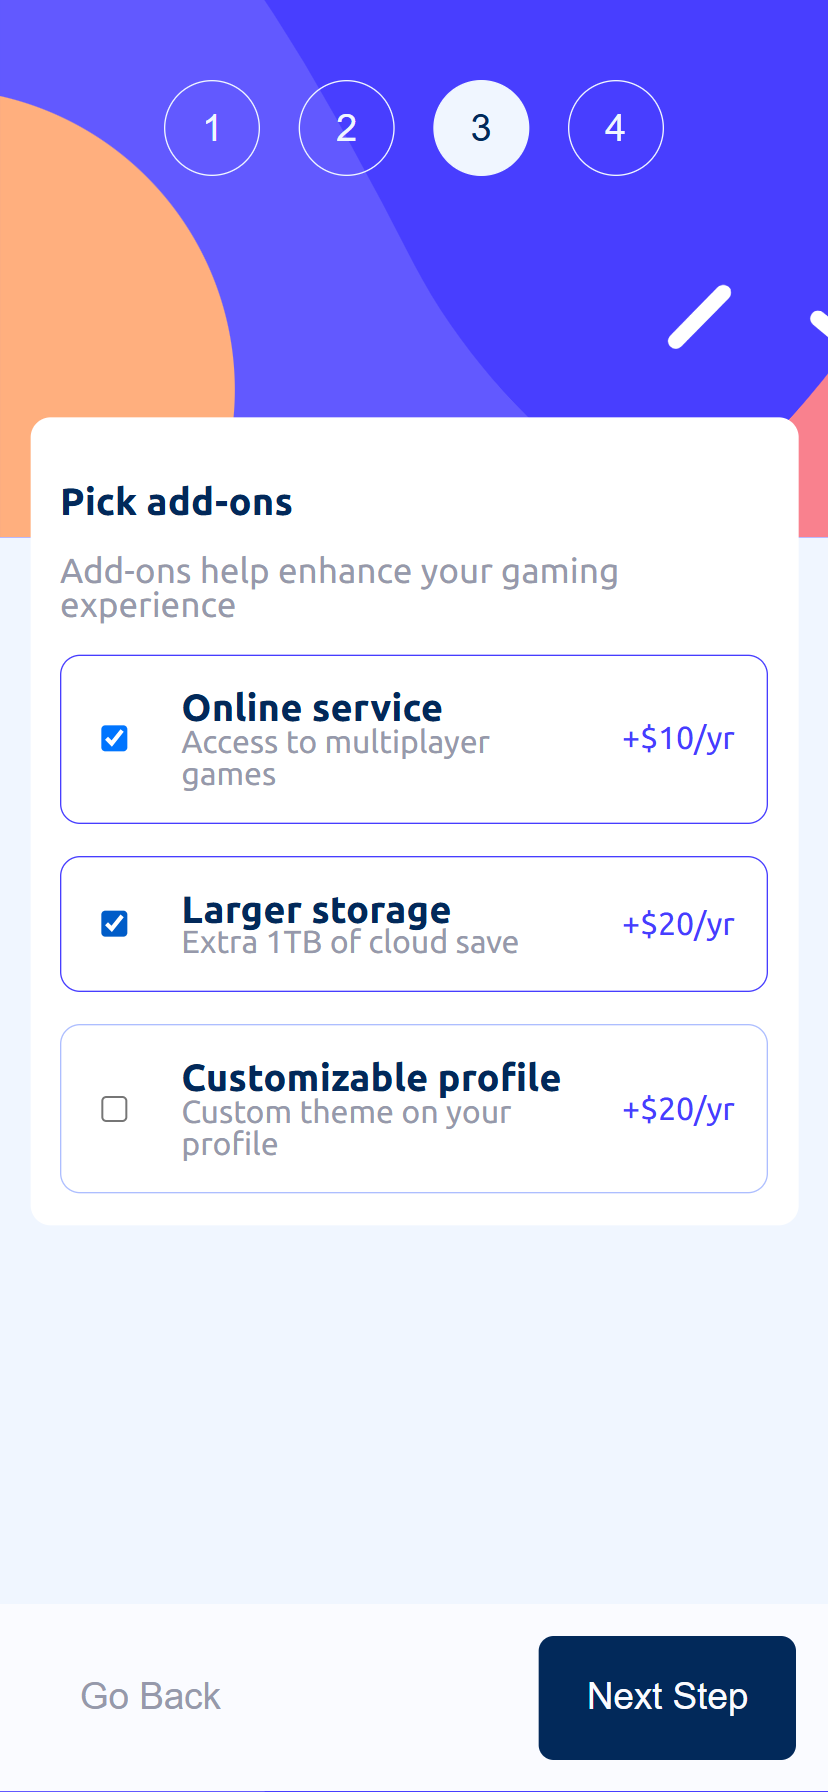 1 2 3 4
Pick add-ons
Add-ons help enhance your gaming
experience
Online service
Access to multiplayer
games
+$10/yr
Larger storage
Extra 1TB of cloud save
+$20/yr
Customizable profile
Custom theme on your
profile
+$20/yr
Go Back
Next Step